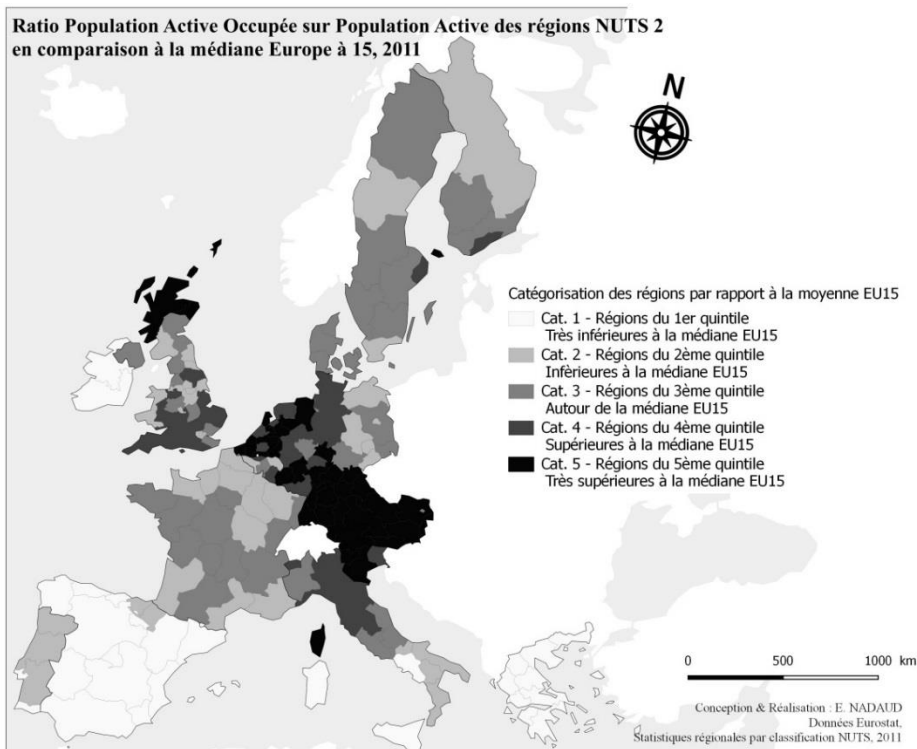 Ratio Population Active Occupée sur Population Active des régions NUTS 2
en comparaison à la médiane Europe à 15, 2011
N
Catégorisation des régions par rapport à la moyenne EU15
Cat. 1 - Régions du 1er quintile
Très inférieures à la médiane EU15
Cat. 2 - Régions du 2ème quintile
Infèrieures à la médiane EU15
Cat. 3 - Régions du 3ème quintile
Autour de la médiane EU15
Cat. 4 - Régions du 4ème quintile
Supérieures à la médiane EU15
Cat. 5 - Régions du 5ème quintile
Très supérieures à la médiane EU15
0 500 1000 km
Conception & Réalisation : E. NADAUD
Données Eurostat,
Statistiques régionales par classification NUTS, 2011